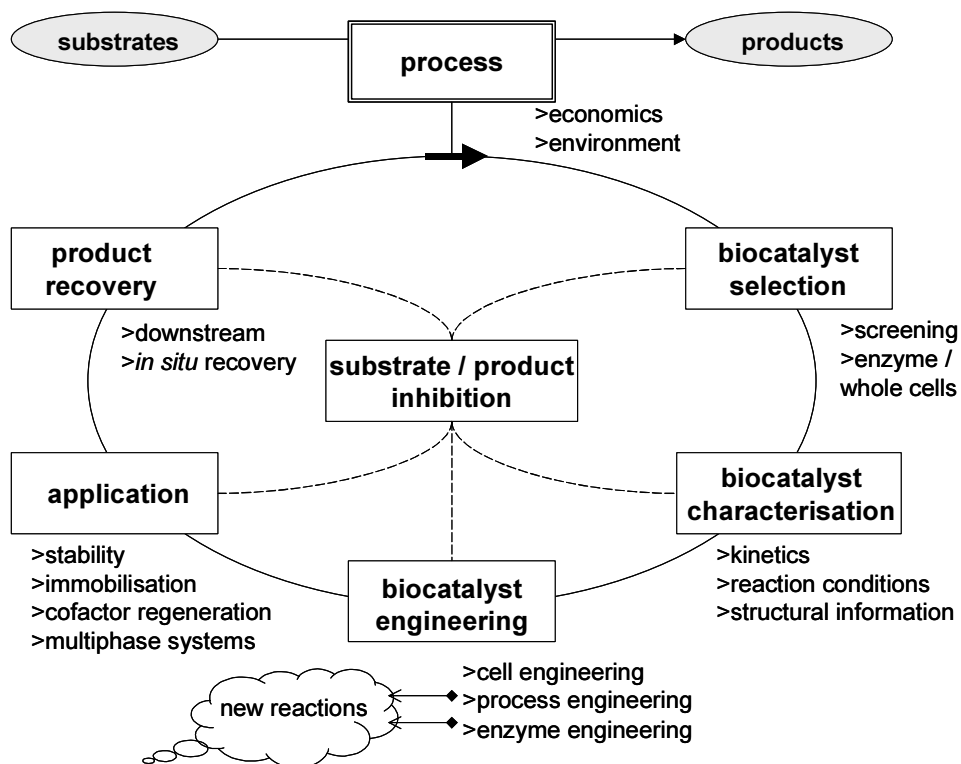 substrates
process
products
>economics
>environment
product
recovery
>downstream
>in situ recovery
biocatalyst
selection
>screening
>enzyme /
whole cells
substrate / product
inhibition
application
>stability
>immobilisation
>cofactor regeneration
>multiphase systems
biocatalyst
characterisation
>kinetics
>reaction conditions
>structural information
biocatalyst
engineering
>cell engineering
>process engineering
>enzyme engineering
new reactions